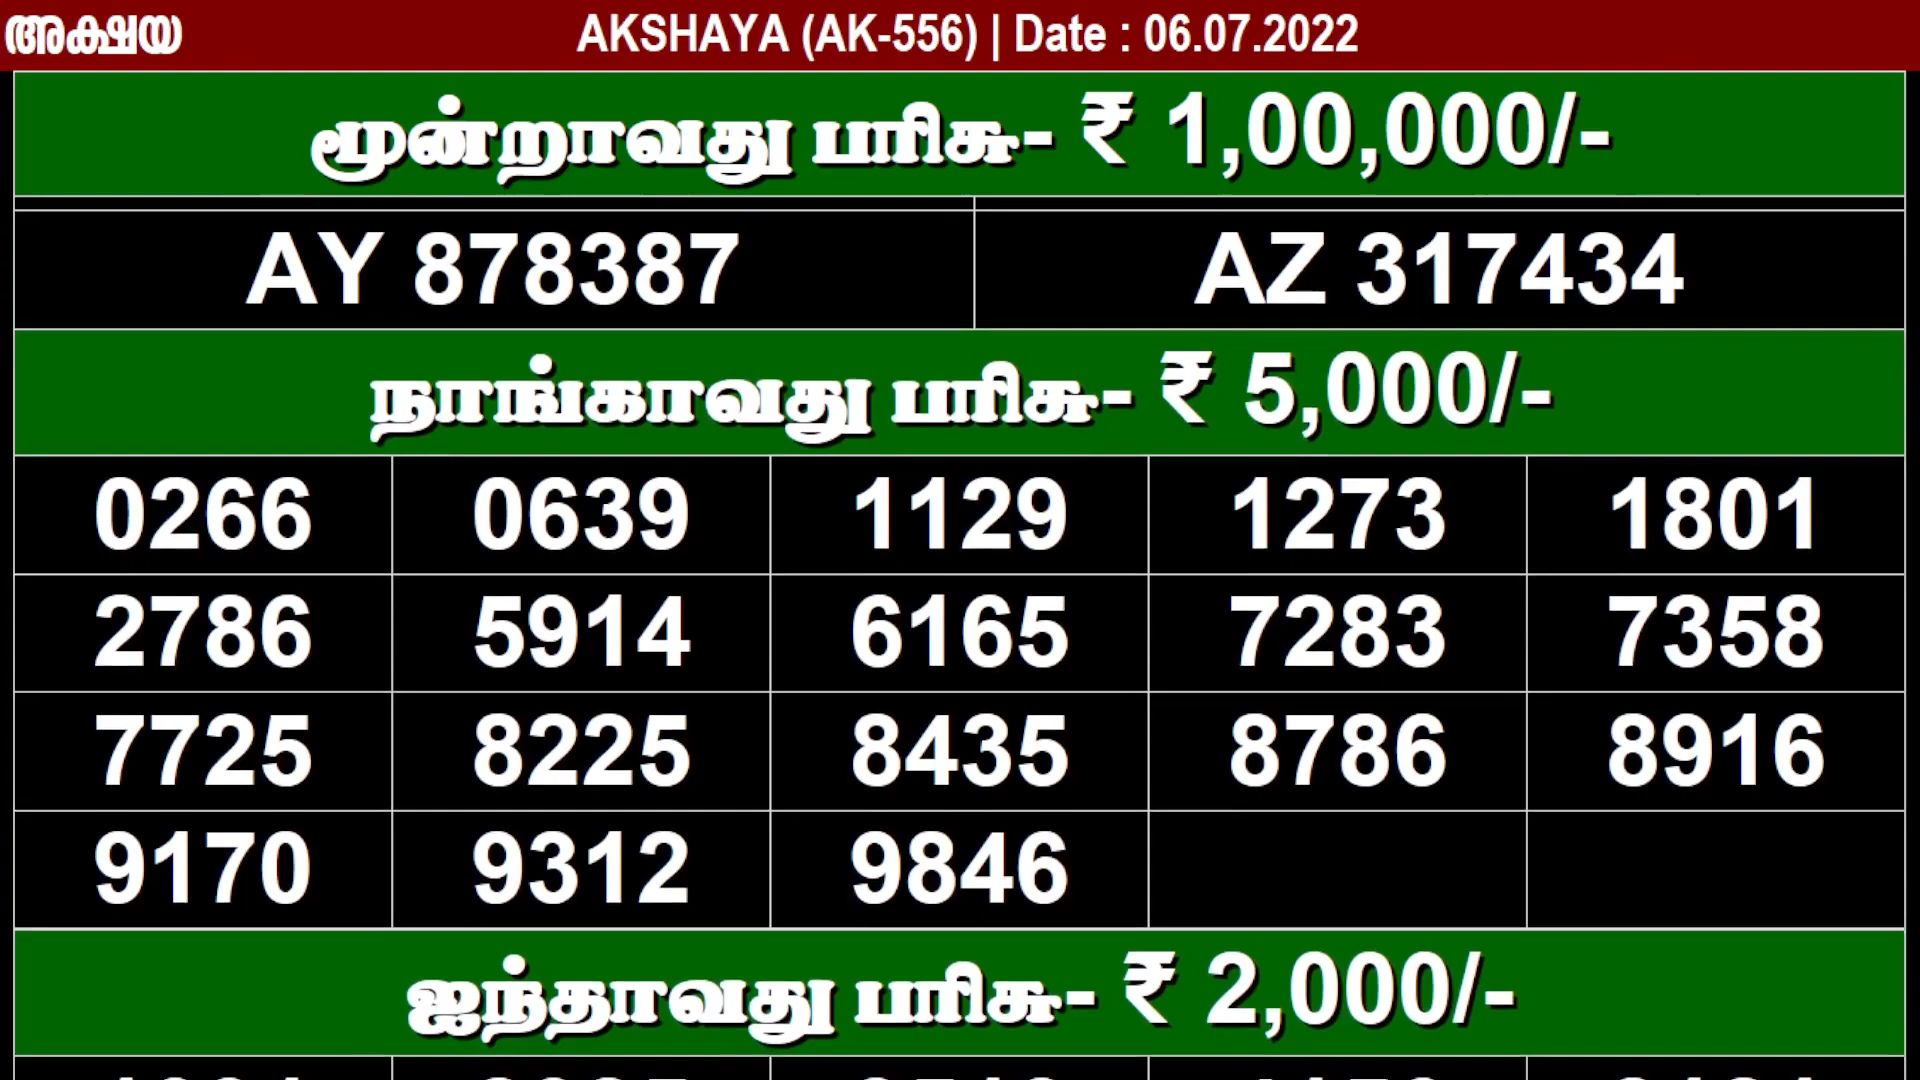 അക്ഷയ AKSHAYA (AK-556) | Date : 06.07.2022
மூன்றாவது பரிசு- ₹ 1,00,000/-
AY 878387 AZ 317434
நாங்காவது பரிசு- ₹ 5,000/-
0266 0639 1129 1273 1801
2786 5914 6165 7283 7358
7725 8225 8435 8786 8916
9170 9312 9846
ஐந்தாவது பரிசு- ₹ 2,000/-